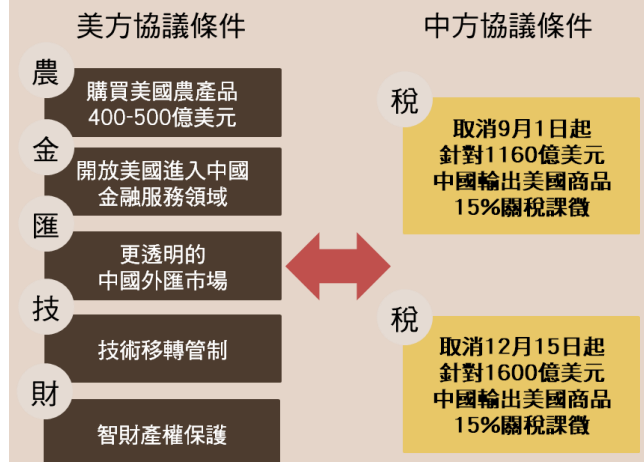 美方協議條件
農
購買美國農產品
400-500億美元
金
開放美國進入中國
金融服務領域
匯
更透明的
中國外匯市場
技
技術移轉管制
財
智財產權保護
中方協議條件
稅
取消9月1日起
針對1160億美元
中國輸出美國商品
15%關稅課徵
稅
取消12月15日起
針對1600億美元
中國輸出美國商品
15%關稅課徵